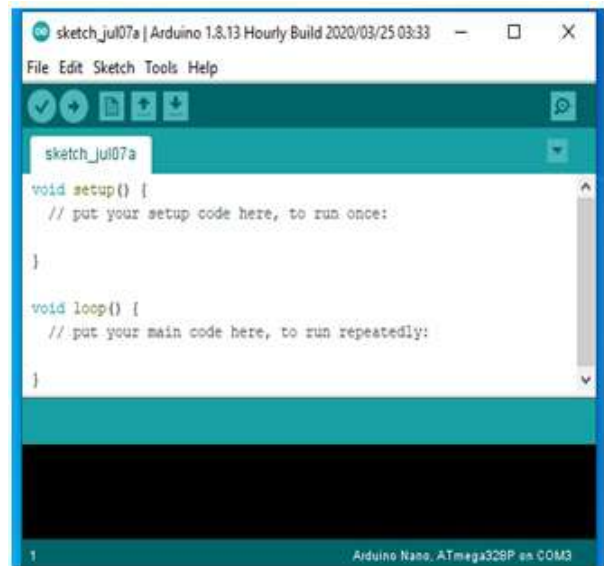 sketch_jul07a | Arduino 1.8.13 Hourly Build 2020/03/25 03:33
File Edit Sketch Tools Help
sketch_jul07a
void setup() {
// put your setup code here, to run once:
}
void loop() {
// put your main code here, to run repeatedly:
}
1
Arduino Nano, ATmega328P on COM3